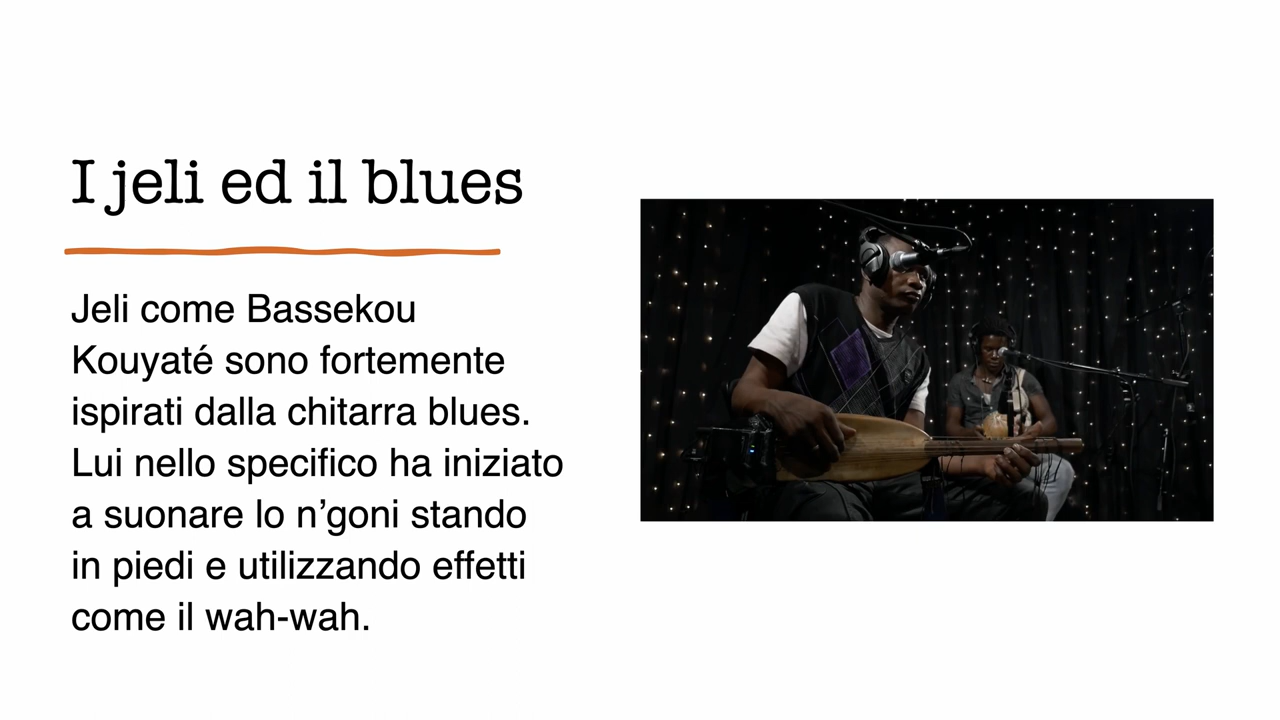 I jeli ed il blues
Jeli come Bassekou
Kouyaté sono fortemente
ispirati dalla chitarra blues.
Lui nello specifico ha iniziato
a suonare lo n’goni stando
in piedi e utilizzando effetti
come il wah-wah.